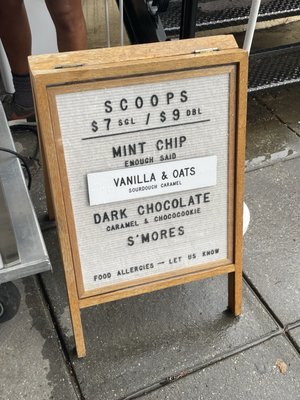 SCOOPS
$7 SGL / $9 DBL
MINT CHIP
ENOUGH SAID
VANILLA & OATS
SOURDOUGH CARAMEL
DARK CHOCOLATE
CARAMEL & CHOCOCOOKIE
S'MORES
FOOD ALLERGIES — LET US KNOW